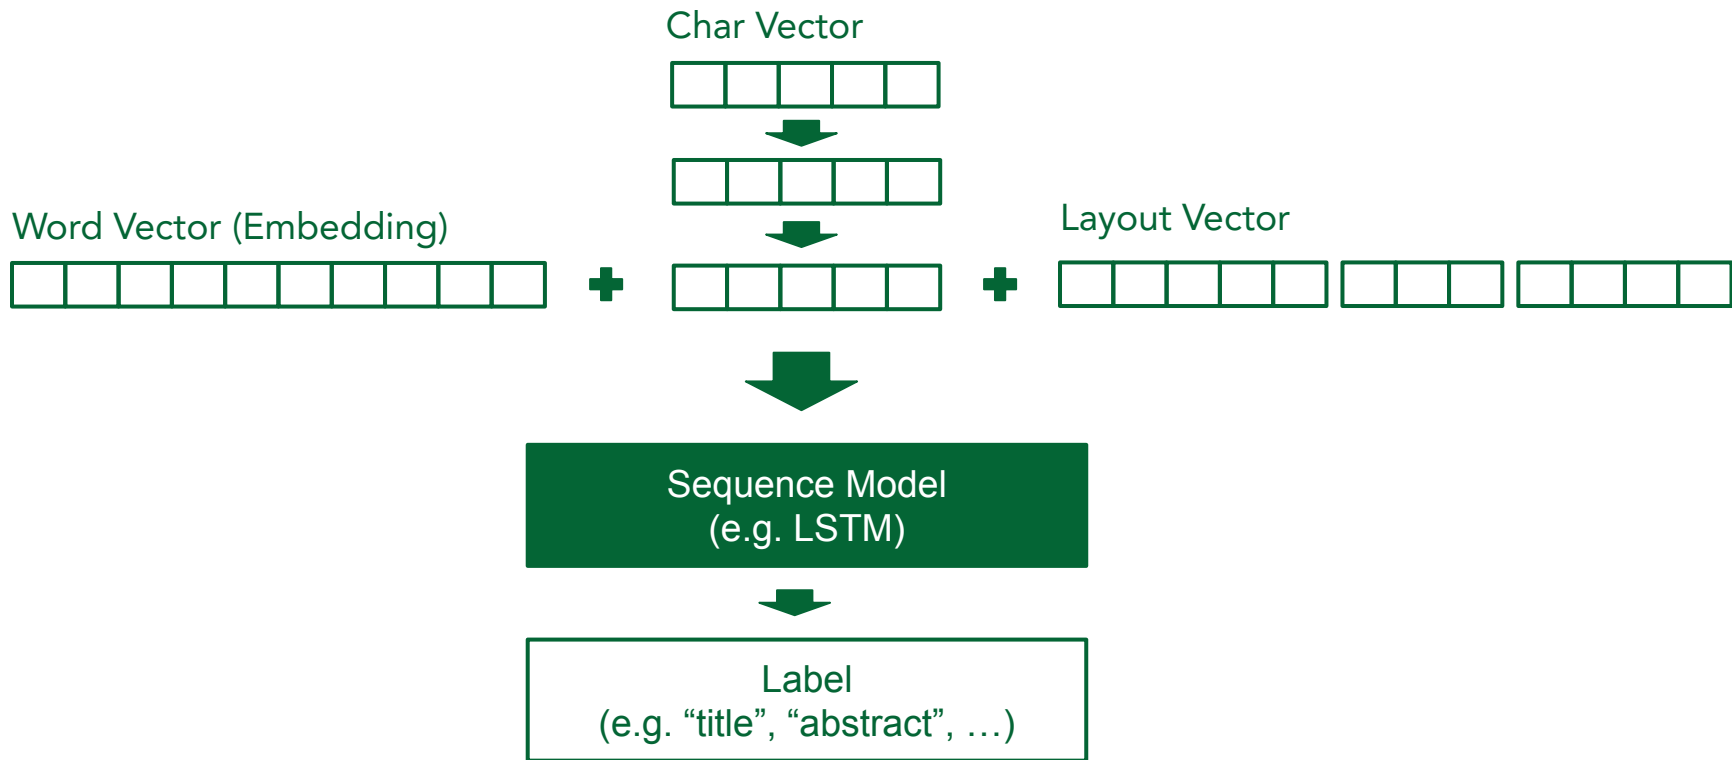 Char Vector
Word Vector (Embedding)
Layout Vector
Sequence Model
(e.g. LSTM)
Label
(e.g. “title”, “abstract”, …)